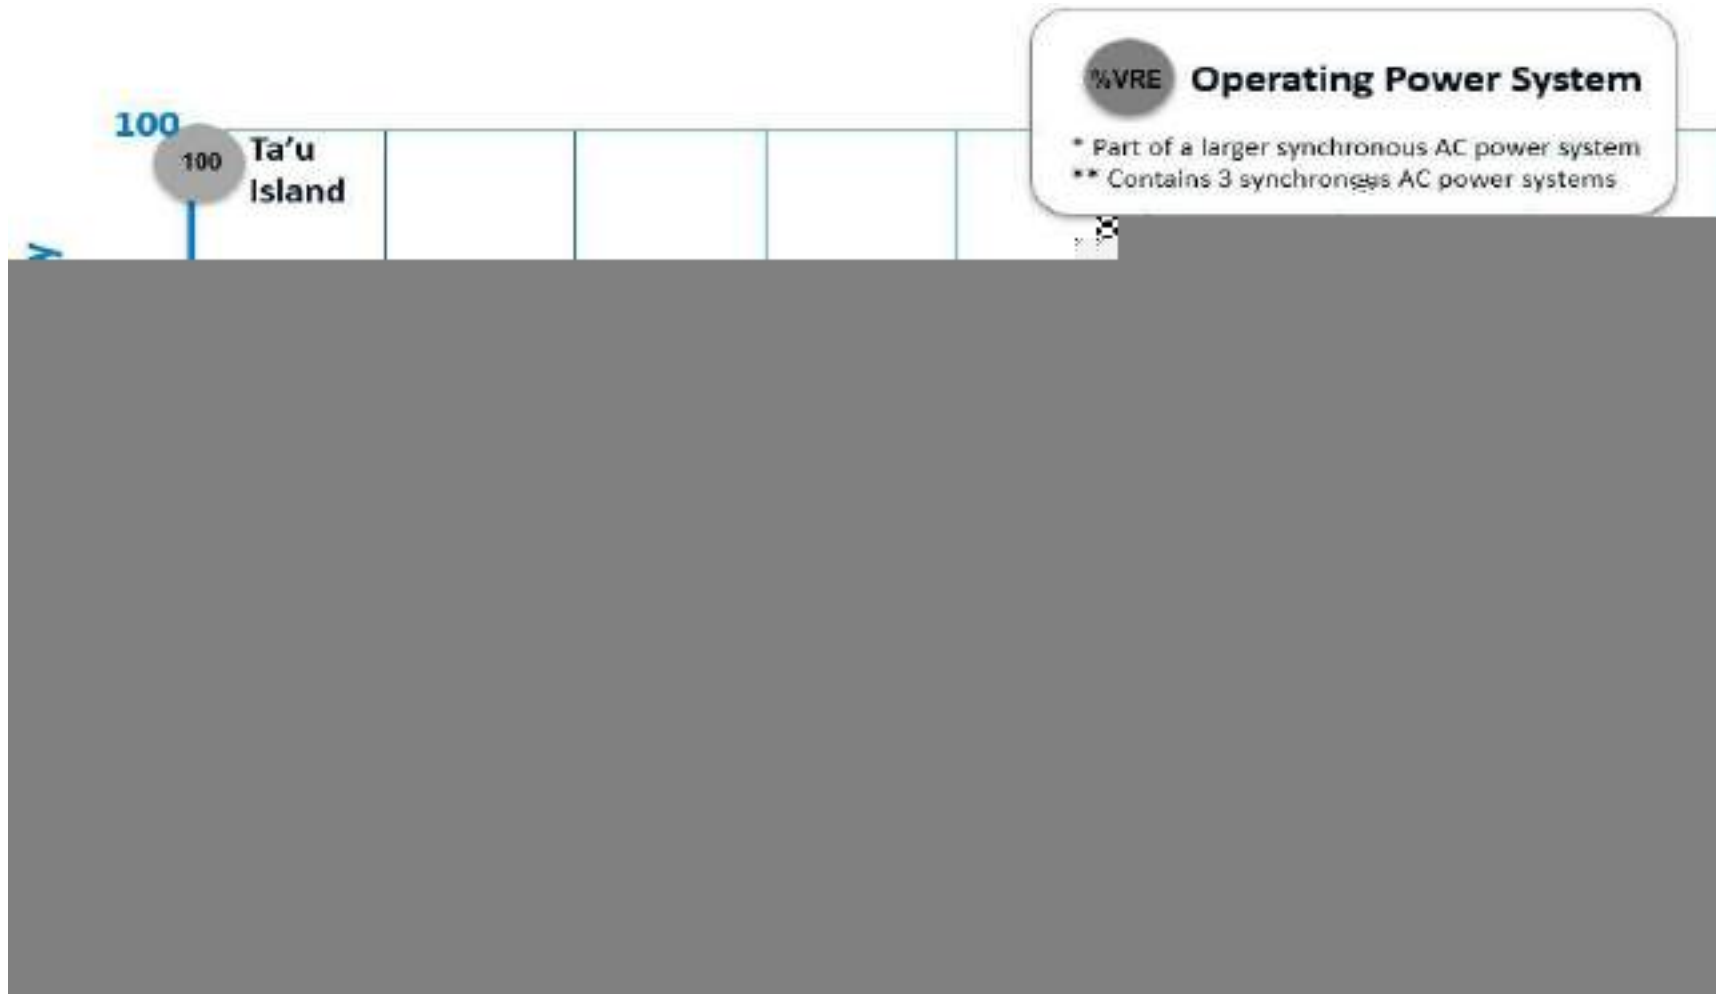 %VRE Operating Power System
* Part of a larger synchronous AC power system
** Contains 3 synchronous AC power systems
100
100
Ta'u
Island
y